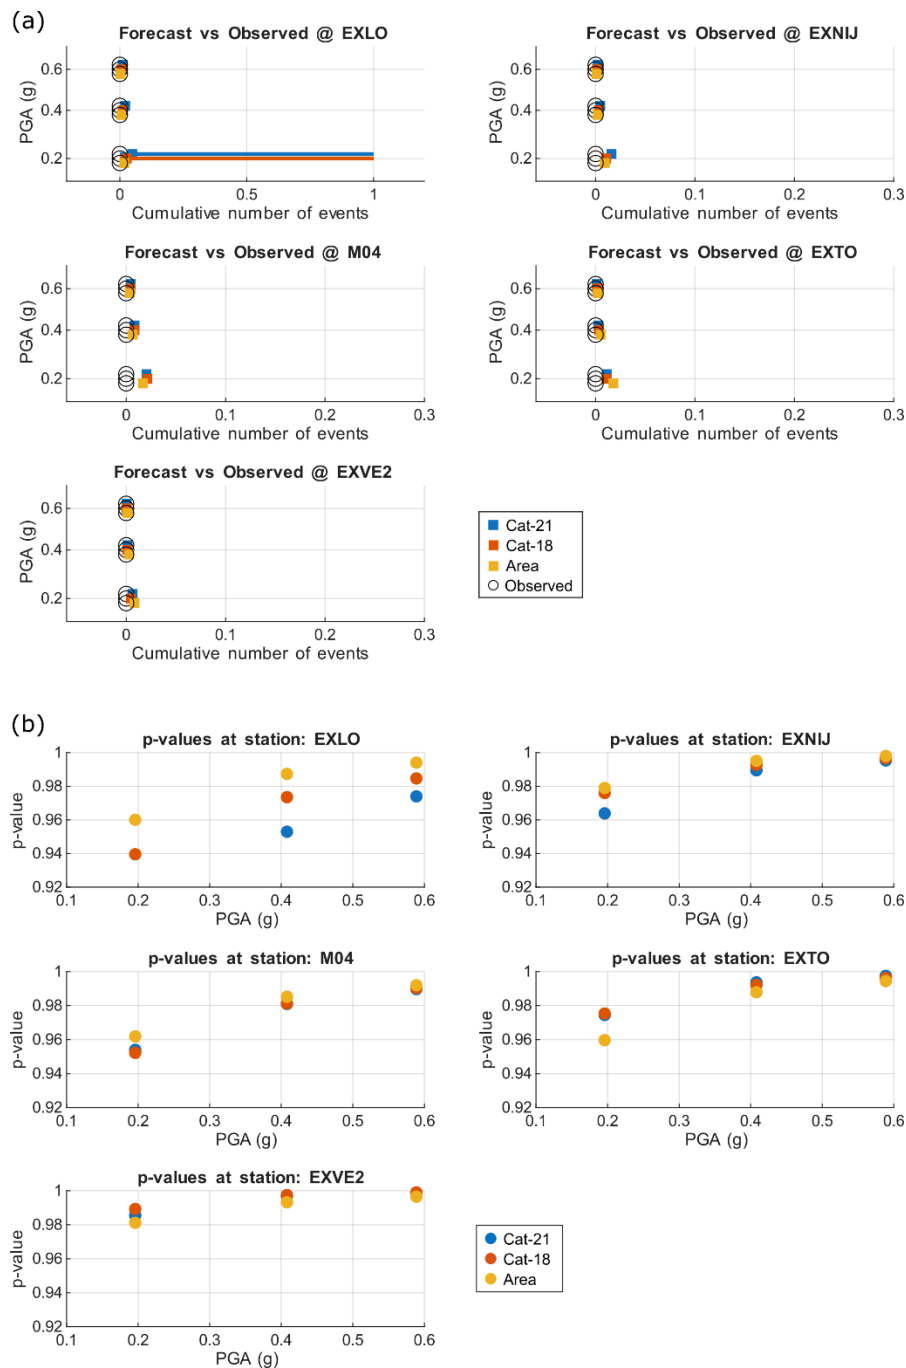 (a)
Forecast vs Observed @ EXLO
PGA (g)
0.6
0.4
0.2
0 0.5 1
Cumulative number of events
Forecast vs Observed @ EXNIJ
PGA (g)
0.6
0.4
0.2
0 0.1 0.2 0.3
Cumulative number of events
Forecast vs Observed @ M04
PGA (g)
0.6
0.4
0.2
0 0.1 0.2 0.3
Cumulative number of events
Forecast vs Observed @ EXTO
PGA (g)
0.6
0.4
0.2
0 0.1 0.2 0.3
Cumulative number of events
Forecast vs Observed @ EXVE2
PGA (g)
0.6
0.4
0.2
0 0.1 0.2 0.3
Cumulative number of events
Cat-21
Cat-18
Area
Observed
(b)
p-values at station: EXLO
p-value
1
0.98
0.96
0.94
0.92
0.1 0.2 0.3 0.4 0.5 0.6
PGA (g)
p-values at station: EXNIJ
p-value
1
0.98
0.96
0.94
0.92
0.1 0.2 0.3 0.4 0.5 0.6
PGA (g)
p-values at station: M04
p-value
1
0.98
0.96
0.94
0.92
0.1 0.2 0.3 0.4 0.5 0.6
PGA (g)
p-values at station: EXTO
p-value
1
0.98
0.96
0.94
0.92
0.1 0.2 0.3 0.4 0.5 0.6
PGA (g)
p-values at station: EXVE2
p-value
1
0.98
0.96
0.94
0.92
0.1 0.2 0.3 0.4 0.5 0.6
PGA (g)
Cat-21
Cat-18
Area